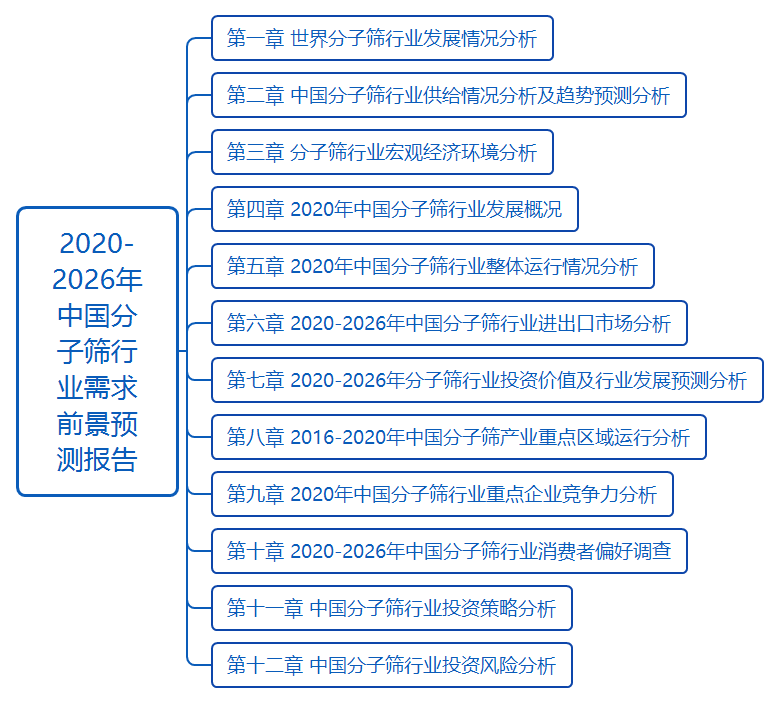 第一章 世界分子筛行业发展情况分析
第二章 中国分子筛行业供给情况分析及趋势预测分析
第三章 分子筛行业宏观经济环境分析
第四章 2020年中国分子筛行业发展概况
第五章 2020年中国分子筛行业整体运行情况分析
第六章 2020-2026年中国分子筛行业进出口市场分析
第七章 2020-2026年分子筛行业投资价值及行业发展预测分析
第八章 2016-2020年中国分子筛产业重点区域运行分析
第九章 2020年中国分子筛行业重点企业竞争力分析
第十章 2020-2026年中国分子筛行业消费者偏好调查
第十一章 中国分子筛行业投资策略分析
第十二章 中国分子筛行业投资风险分析
2020-
2026年
中国分
子筛行
业需求
前景预
测报告